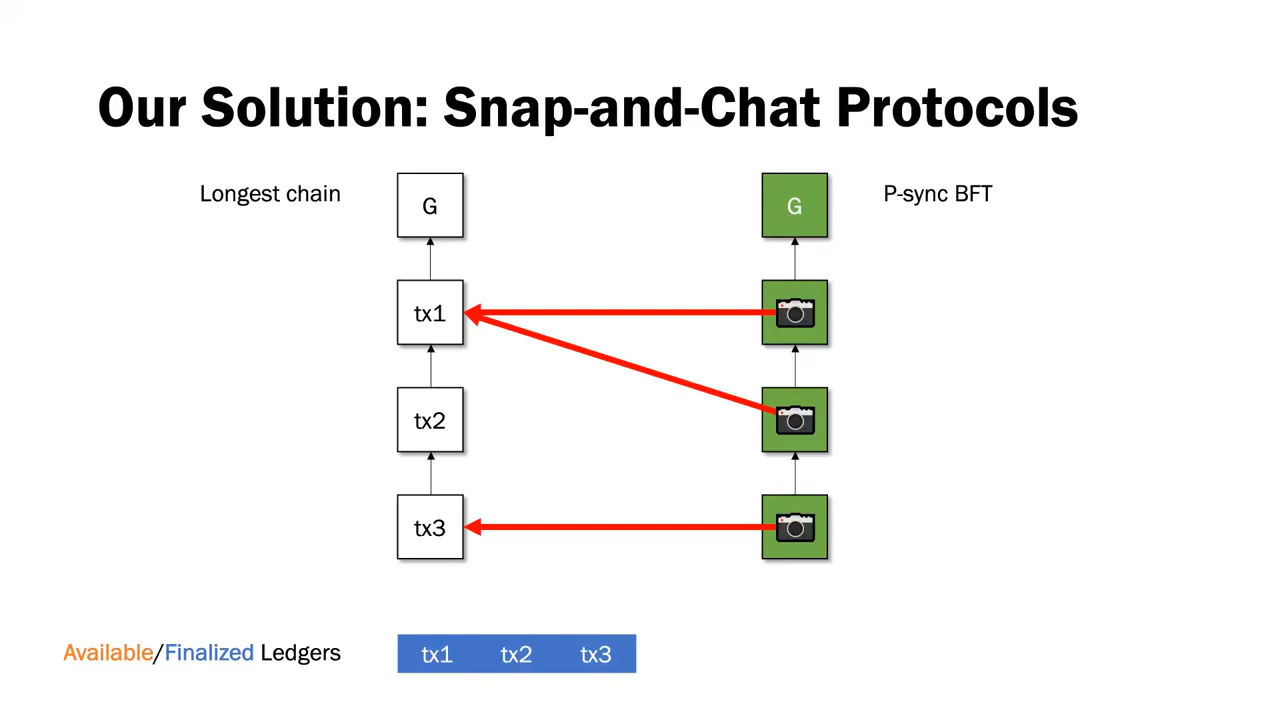 Our Solution: Snap-and-Chat Protocols
Longest chain
G
G
P-sync BFT
tx1
tx2
tx3
Available/Finalized Ledgers
tx1 tx2 tx3